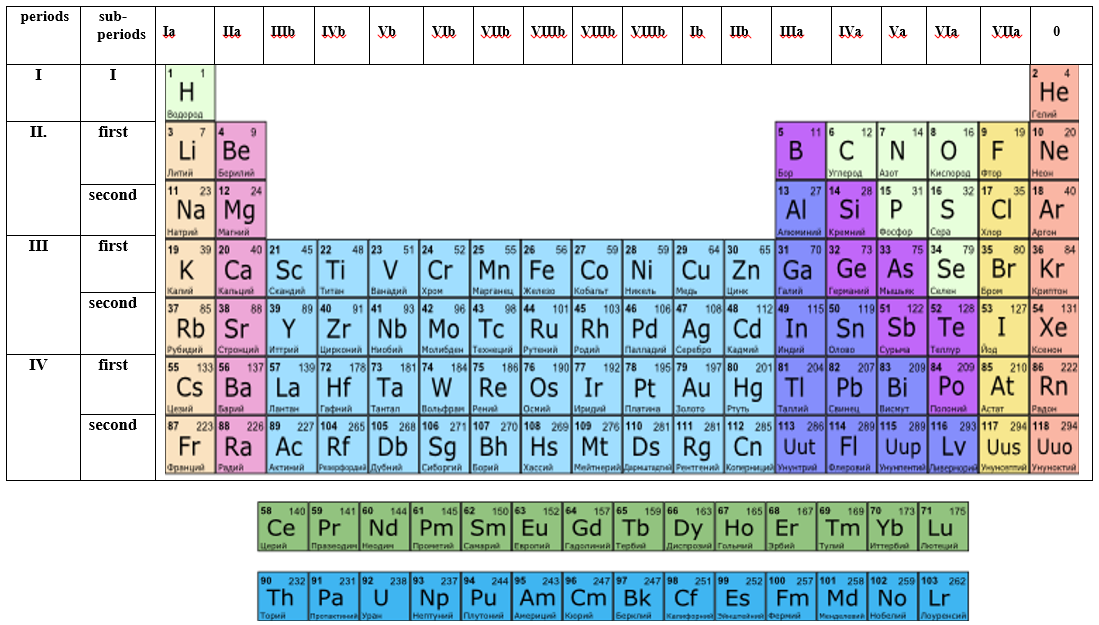 periods sub-
periods Ia IIa IIIb IVb Vb VIb VIIb VIIIb VIIIb VIIIb Ib IIb IIIa IVa Va VIa VIIa 0
1 1 2 4
I I H He
Водород Гелий
3 7 4 9 5 11 6 12 7 14 8 16 9 19 10 20
II. first Li Be B C N O F Ne
Литий Берилий Бор Углерод Азот Кислород Фтор Неон
11 23 12 24 13 27 14 28 15 31 16 32 17 35 18 40
second Na Mg Al Si P S Cl Ar
Натрий Магний Алюминий Кремний Фосфор Сера Хлор Аргон
19 39 20 40 21 45 22 48 23 51 24 52 25 55 26 56 27 59 28 59 29 64 30 65 31 70 32 73 33 75 34 79 35 80 36 84
III first K Ca Sc Ti V Cr Mn Fe Co Ni Cu Zn Ga Ge As Se Br Kr
Калий Кальций Скандий Титан Ванадий Хром Марганец Железо Кобальт Никель Медь Цинк Галий Германий Мышьяк Селен Бром Криптон
37 85 38 88 39 89 40 91 41 93 42 96 43 98 44 101 45 103 46 106 47 108 48 112 49 115 50 119 51 122 52 128 53 127 54 131
second Rb Sr Y Zr Nb Mo Tc Ru Rh Pd Ag Cd In Sn Sb Te I Xe
Рубидий Стронций Иттрий Цирконий Ниобий Молибден Технеций Рутений Родий Палладий Серебро Кадмий Индий Олово Сурьма Теллур Йод Ксенон
55 133 56 137 57 139 72 178 73 181 74 184 75 186 76 190 77 192 78 195 79 197 80 201 81 204 82 207 83 209 84 209 85 210 86 222
IV first Cs Ba La Hf Ta W Re Os Ir Pt Au Hg Tl Pb Bi Po At Rn
Цезий Барий Лантан Гафний Тантал Вольфрам Рений Осмий Иридий Платина Золото Ртуть Таллий Свинец Висмут Полоний Астат Радон
87 223 88 226 89 227 104 265 105 268 106 271 107 270 108 269 109 276 110 281 111 280 112 285 113 286 114 289 115 289 116 293 117 294 118 294
second Fr Ra Ac Rf Db Sg Bh Hs Mt Ds Rg Cn Uut Fl Uup Lv Uus Uuo
Франций Радий Актиний Резерфордий Дубний Сиборгий Борий Хассий Мейтнерий Дармштадтий Рентгений Коперниций Унунтрий Флеровий Унунпентий Ливерморий Унунсептий Унуноктий
58 140 59 141 60 144 61 145 62 150 63 152 64 157 65 159 66 163 67 165 68 167 69 169 70 173 71 175
Ce Pr Nd Pm Sm Eu Gd Tb Dy Ho Er Tm Yb Lu
Церий Празеодим Неодим Прометий Самарий Европий Гадолиний Тербий Диспрозий Гольмий Эрбий Тулий Иттербий Лютеций
90 232 91 231 92 238 93 237 94 244 95 243 96 247 97 247 98 251 99 252 100 257 101 258 102 259 103 262
Th Pa U Np Pu Am Cm Bk Cf Es Fm Md No Lr
Торий Протактиний Уран Нептуний Плутоний Америций Кюрий Берклий Калифорний Эйнштейний Фермий Менделевий Нобелий Лоуренсий